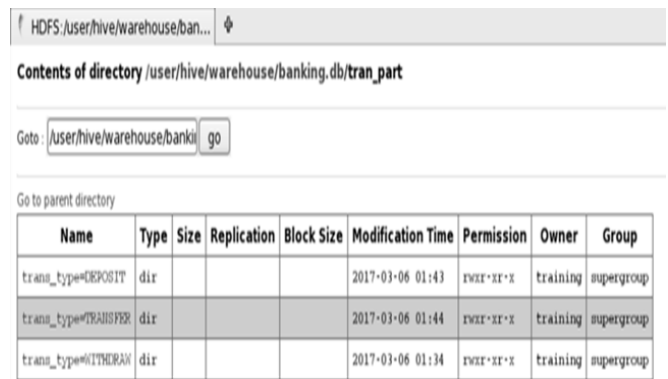 HDFS:/user/hive/warehouse/ban...
Contents of directory /user/hive/warehouse/banking.db/tran_part
Goto : /user/hive/warehouse/bankin go
Go to parent directory
Name Type Size Replication Block Size Modification Time Permission Owner Group
trans_type=DEPOSIT dir 2017-03-06 01:43 rwxr-xr-x training supergroup
trans_type=TRANSFER dir 2017-03-06 01:44 rwxr-xr-x training supergroup
trans_type=WITHDRAW dir 2017-03-06 01:34 rwxr-xr-x training supergroup